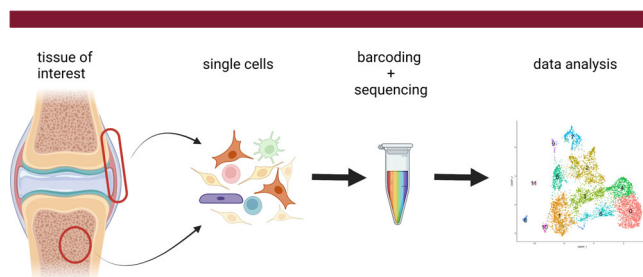 tissue of
interest
single cells
barcoding
+
sequencing
data analysis